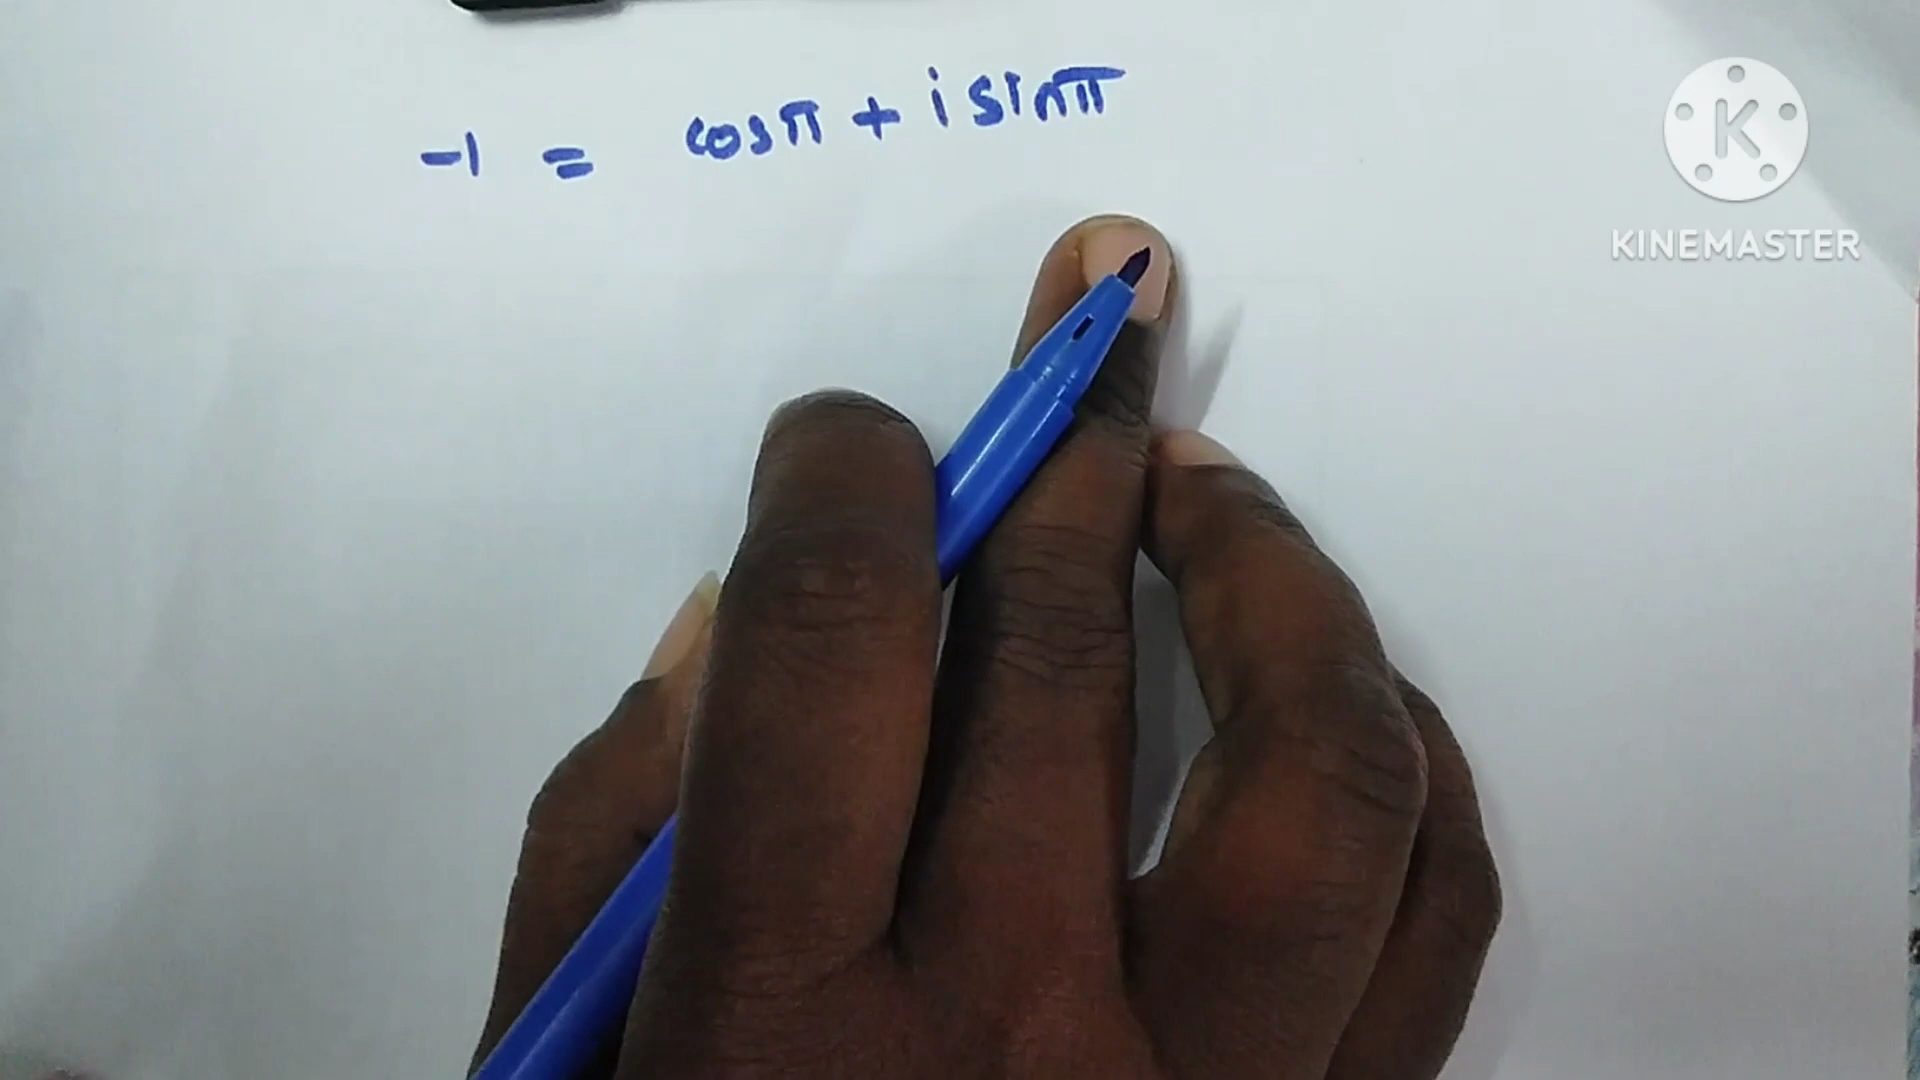 -1 = cosπ + i sinπ
K
KINEMASTER